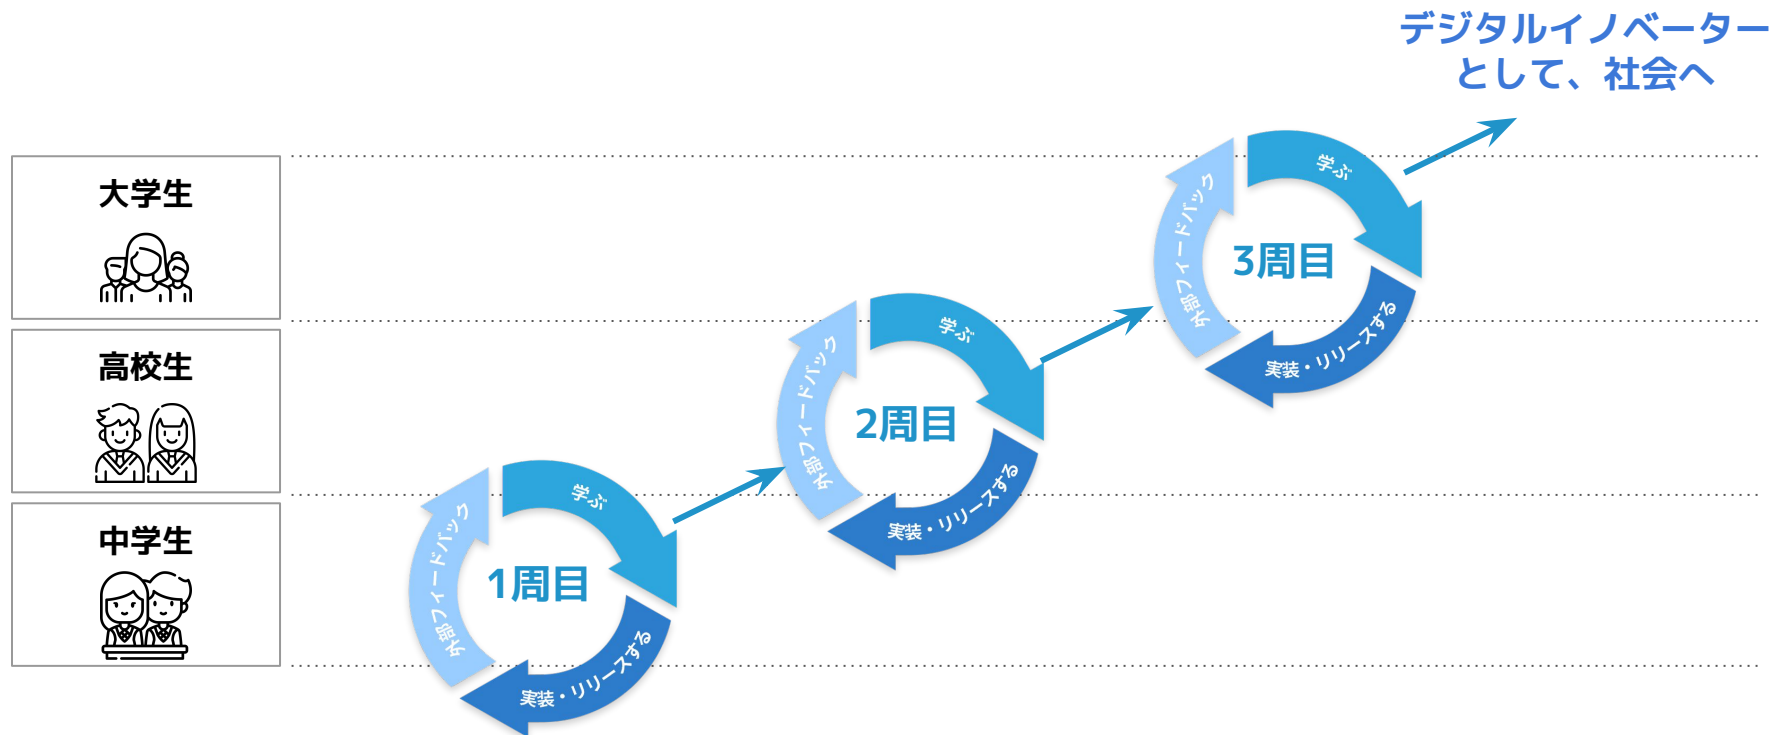 デジタルイノベーター
として、社会へ
大学生
高校生
中学生
学ぶ
実装・リリースする
外部フィードバック
3周目
学ぶ
実装・リリースする
外部フィードバック
2周目
学ぶ
実装・リリースする
外部フィードバック
1周目